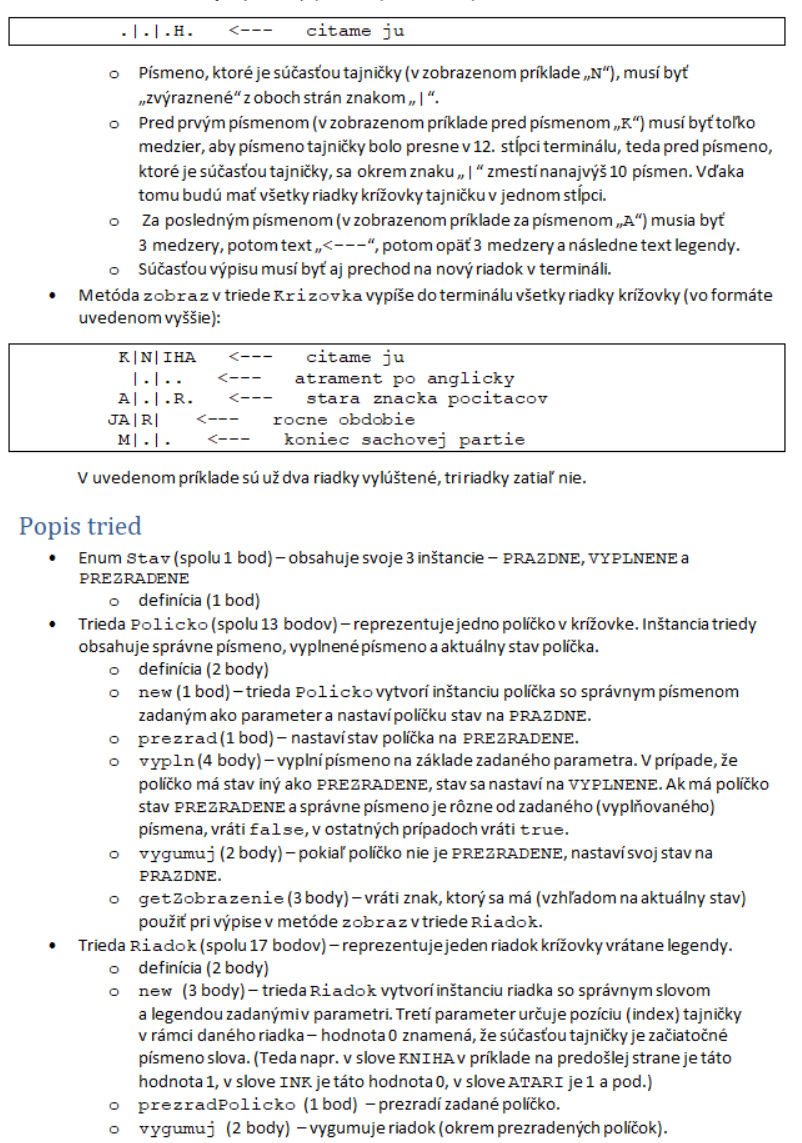 .|.|.H.   <---   citame ju
o Písmeno, ktoré je súčasťou tajničky (v zobrazenom príklade „N“), musí byť
„zvýraznené“ z oboch strán znakom „|“.
o Pred prvým písmenom (v zobrazenom príklade pred písmenom „K“) musí byť toľko
medzier, aby písmeno tajničky bolo presne v 12. stĺpci terminálu, teda pred písmeno,
ktoré je súčasťou tajničky, sa okrem znaku „|“ zmestí nanajvýš 10 písmen. Vďaka
tomu budú mať všetky riadky krížovky tajničku v jednom stĺpci.
o Za posledným písmenom (v zobrazenom príklade za písmenom „A“) musia byť
3 medzery, potom text „<---“, potom opäť 3 medzery a následne text legendy.
o Súčasťou výpisu musí byť aj prechod na nový riadok v termináli.
• Metóda zobraz v triede Krizovka vypíše do terminálu všetky riadky krížovky (vo formáte
uvedenom vyššie):
K|N|IHA   <---   citame ju
|.|..   <---   atrament po anglicky
A|.|.R.   <---   stara znacka pocitacov
JA|R|   <---   rocne obdobie
M|.|.   <---   koniec sachovej partie
V uvedenom príklade sú už dva riadky vylúštené, tri riadky zatiaľ nie.
Popis tried
• Enum Stav (spolu 1 bod) – obsahuje svoje 3 inštancie – PRAZDNE, VYPLNENE a
PREZRADENE
o definícia (1 bod)
• Trieda Policko (spolu 13 bodov) – reprezentuje jedno políčko v krížovke. Inštancia triedy
obsahuje správne písmeno, vyplnené písmeno a aktuálny stav políčka.
o definícia (2 body)
o new (1 bod) – trieda Policko vytvorí inštanciu políčka so správnym písmenom
zadaným ako parameter a nastaví políčku stav na PRAZDNE.
o prezrad (1 bod) – nastaví stav políčka na PREZRADENE.
o vypln (4 body) – vyplní písmeno na základe zadaného parametra. V prípade, že
políčko má stav iný ako PREZRADENE, stav sa nastaví na VYPLNENE. Ak má políčko
stav PREZRADENE a správne písmeno je rôzne od zadaného (vyplňovaného)
písmena, vráti false, v ostatných prípadoch vráti true.
o vygumuj (2 body) – pokiaľ políčko nie je PREZRADENE, nastaví svoj stav na
PRAZDNE.
o getZobrazenie (3 body) – vráti znak, ktorý sa má (vzhľadom na aktuálny stav)
použiť pri výpise v metóde zobraz v triede Riadok.
• Trieda Riadok (spolu 17 bodov) – reprezentuje jeden riadok krížovky vrátane legendy.
o definícia (2 body)
o new (3 body) – trieda Riadok vytvorí inštanciu riadka so správnym slovom
a legendou zadanými v parametri. Tretí parameter určuje pozíciu (index) tajničky
v rámci daného riadka – hodnota 0 znamená, že súčasťou tajničky je začiatočné
písmeno slova. (Teda napr. v slove KNIHA v príklade na predošlej strane je táto
hodnota 1, v slove INK je táto hodnota 0, v slove ATARI je 1 a pod.)
o prezradPolicko (1 bod) – prezradí zadané políčko.
o vygumuj (2 body) – vygumuje riadok (okrem prezradených políčok).